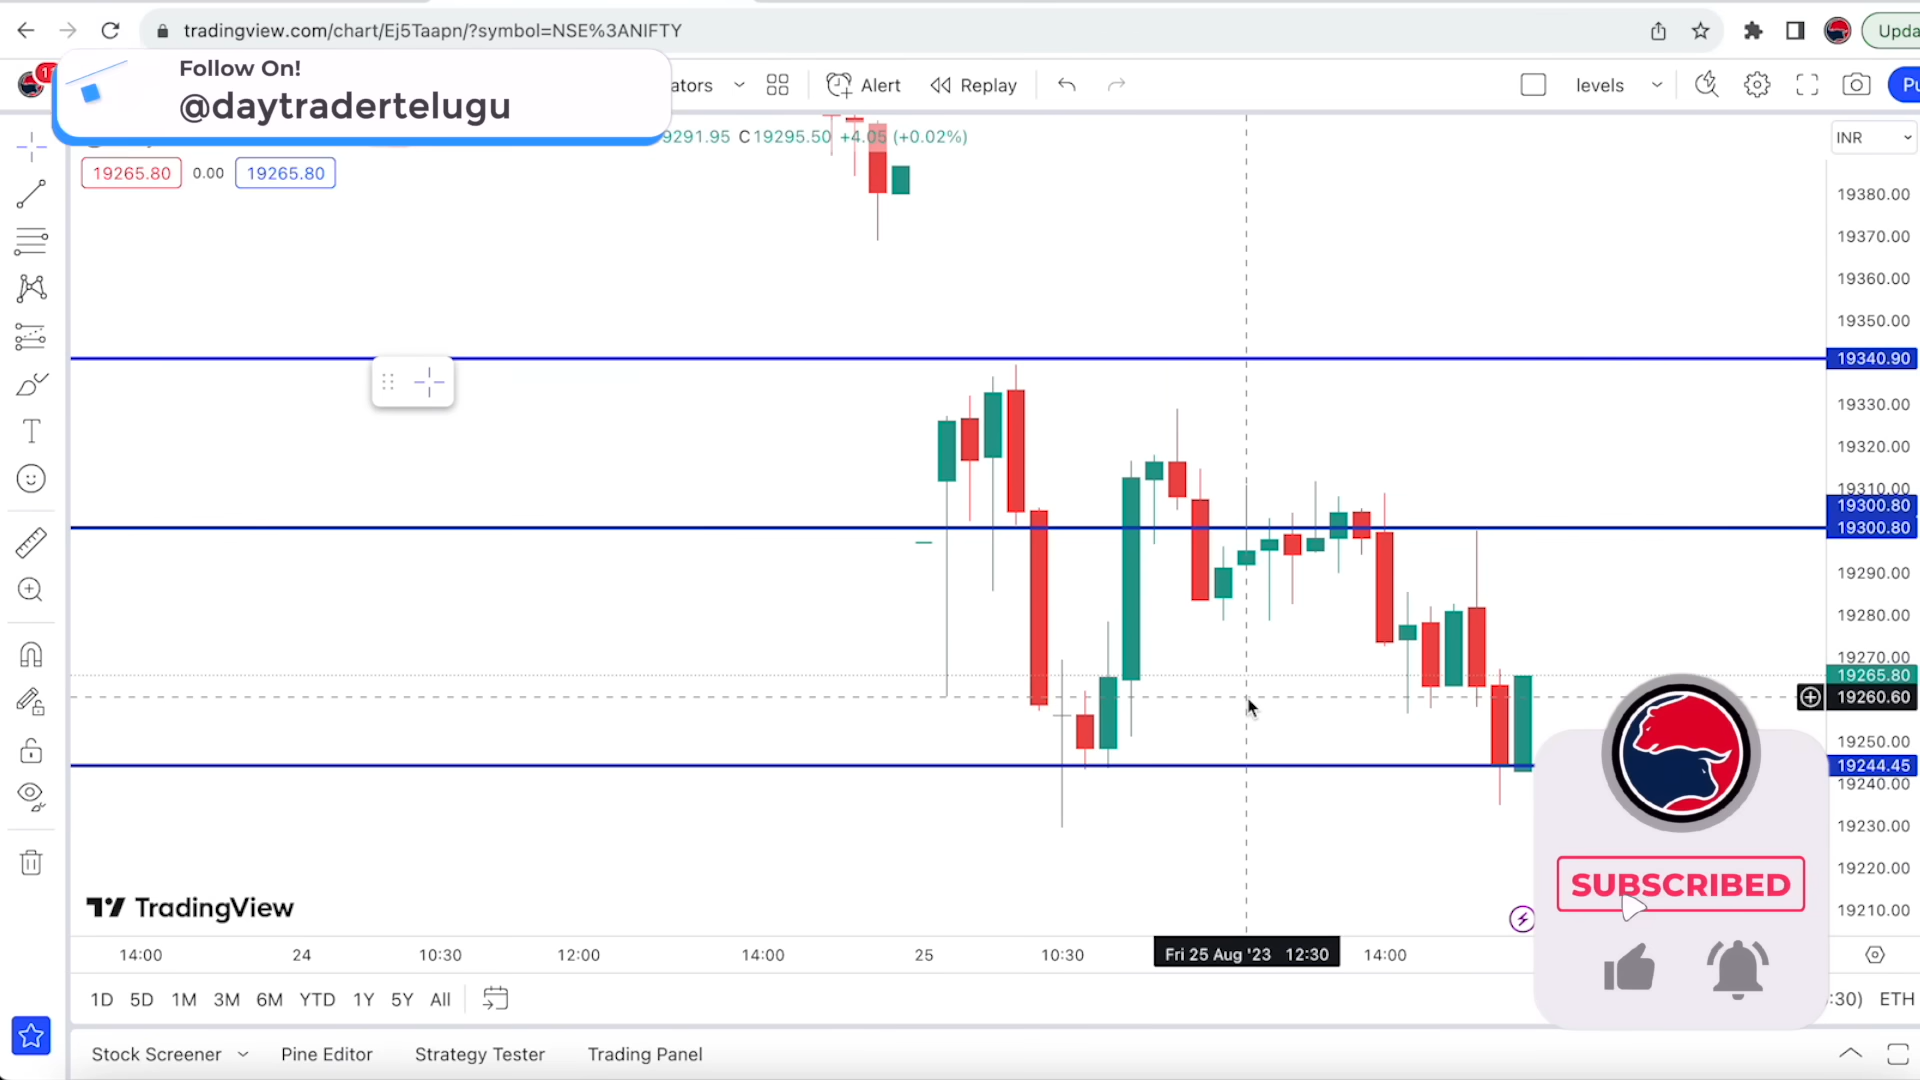 tradingview.com/chart/Ej5Taapn/?symbol=NSE%3ANIFTY
Upda
Follow On!
@daytradertelugu
ators
Alert
Replay
levels
Pu
9291.95 C19295.50 +4.05 (+0.02%)
INR
19265.80 0.00 19265.80
19380.00
19370.00
19360.00
19350.00
19340.90
19330.00
19320.00
19310.00
19300.80
19300.80
19290.00
19280.00
19270.00
19265.80
19260.60
19250.00
19244.45
19240.00
19230.00
19220.00
19210.00
SUBSCRIBED
TradingView
14:00 24 10:30 12:00 14:00 25 10:30 Fri 25 Aug '23 12:30 14:00
1D 5D 1M 3M 6M YTD 1Y 5Y All
:30) ETH
Stock Screener Pine Editor Strategy Tester Trading Panel